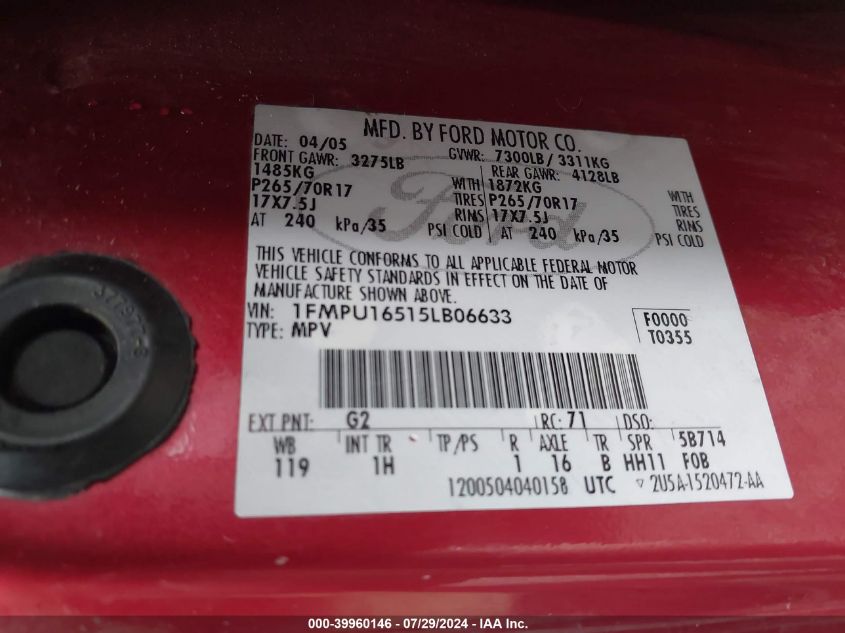 MFD. BY FORD MOTOR CO.
DATE: 04/05 GVWR: 7300LB / 3311KG
FRONT GAWR: 3275LB REAR GAWR: 4128LB
1485KG WITH 1872KG WITH
P265/70R17 TIRES P265/70R17 TIRES
17X7.5J RIMS 17X7.5J RIMS
AT 240 kPa/35 PSI COLD AT 240 kPa/35 PSI COLD
Ford
THIS VEHICLE CONFORMS TO ALL APPLICABLE FEDERAL MOTOR
VEHICLE SAFETY STANDARDS IN EFFECT ON THE DATE OF
MANUFACTURE SHOWN ABOVE.
VIN: 1FMPU16515LB06633 F0000
TYPE: MPV T0355
EXT PNT: G2 RC: 71 DSO:
WB INT TR TP/PS R AXLE TR SPR 5B714
119 1H 1 16 B HH11 FOB
1200504040158 UTC ▽ 2U5A-1520472-AA
000-39960146 - 07/29/2024 - IAA Inc.